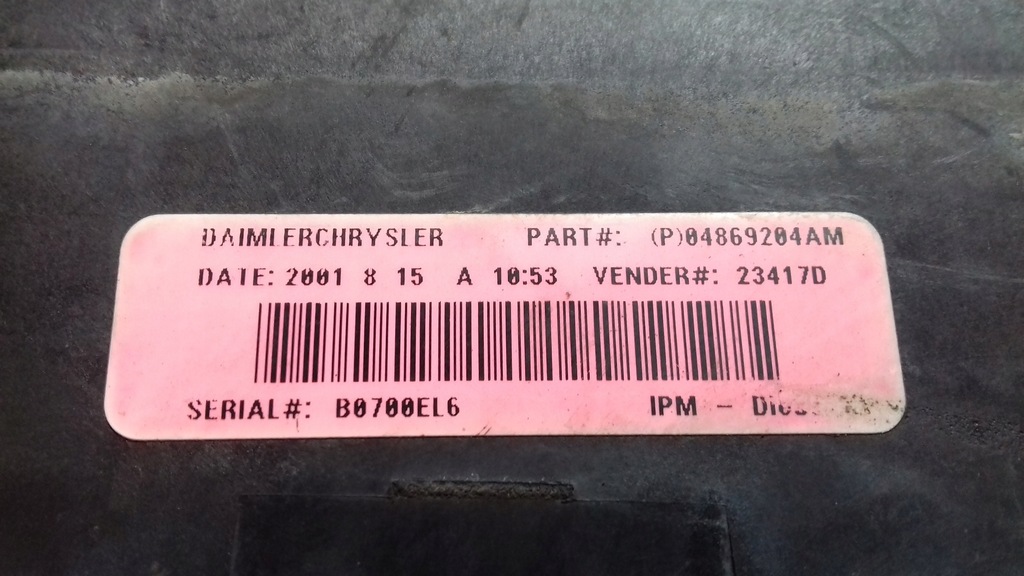 DAIMLERCHRYSLER PART#: (P)04869204AM
DATE: 2001 8 15 A 10:53 VENDER#: 23417D
SERIAL#: B0700EL6 IPM -